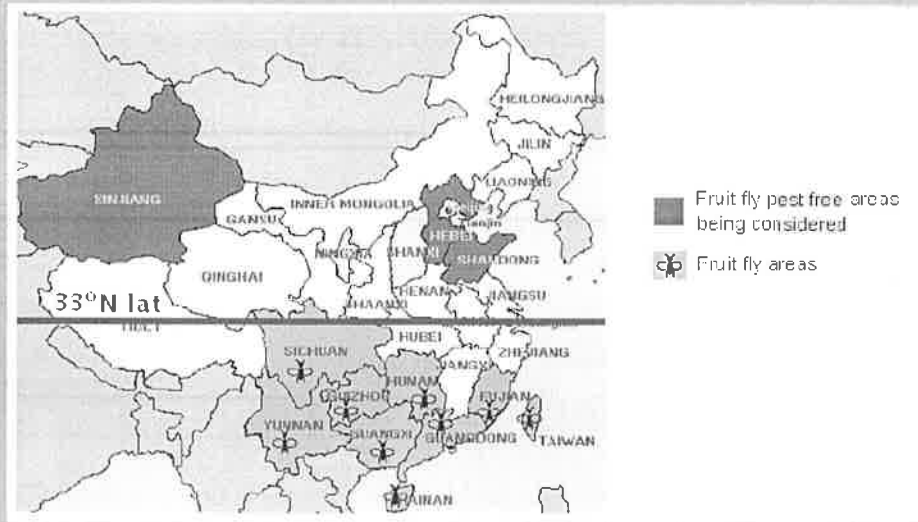 HEILONGJIANG
JILIN
LIAONING
XINJIANG
INNER MONGOLIA
GANSU
Beijing
Tianjin
HEBEI
NINGXIA
SHANXI
SHANDONG
QINGHAI
HENAN
JIANGSU
SHAANXI
33°N lat
TIBET
HUBEI
SICHUAN
ZHEJIANG
JIANGXI
HUNAN
GUIZHOU
FUJIAN
YUNNAN
GUANGXI
GUANGDONG
TAIWAN
HAINAN
Fruit fly pest free areas
being considered
Fruit fly areas